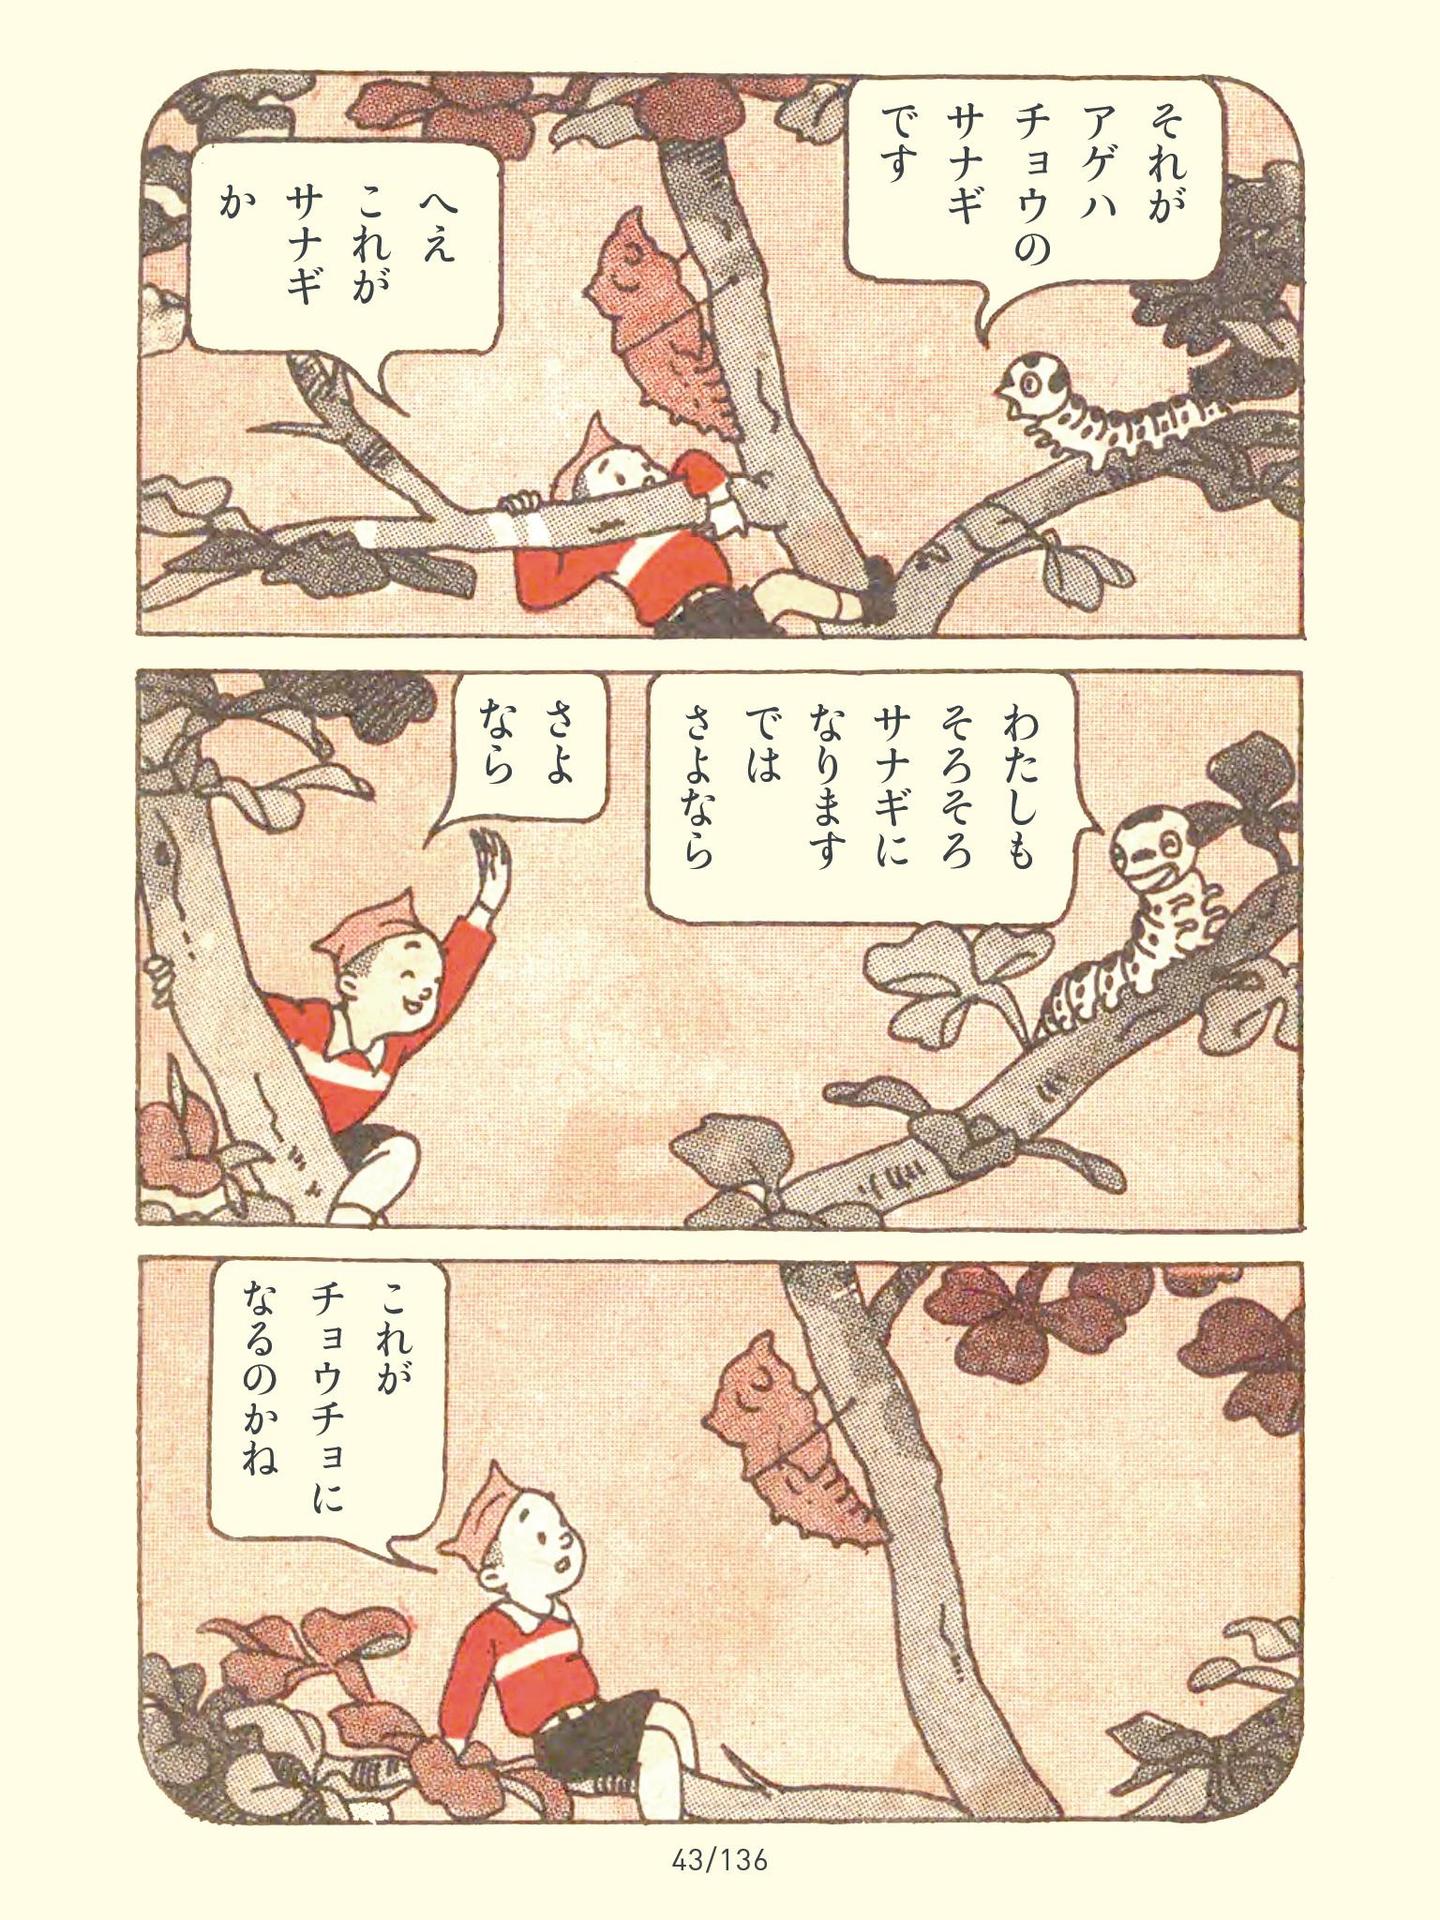 それが
アゲハ
チョウの
サナギ
です
へえ
これが
サナギ
か
わたしも
そろそろ
サナギに
なります
では
さよなら
さよ
なら
これが
チョウチョに
なるのかね
43/136